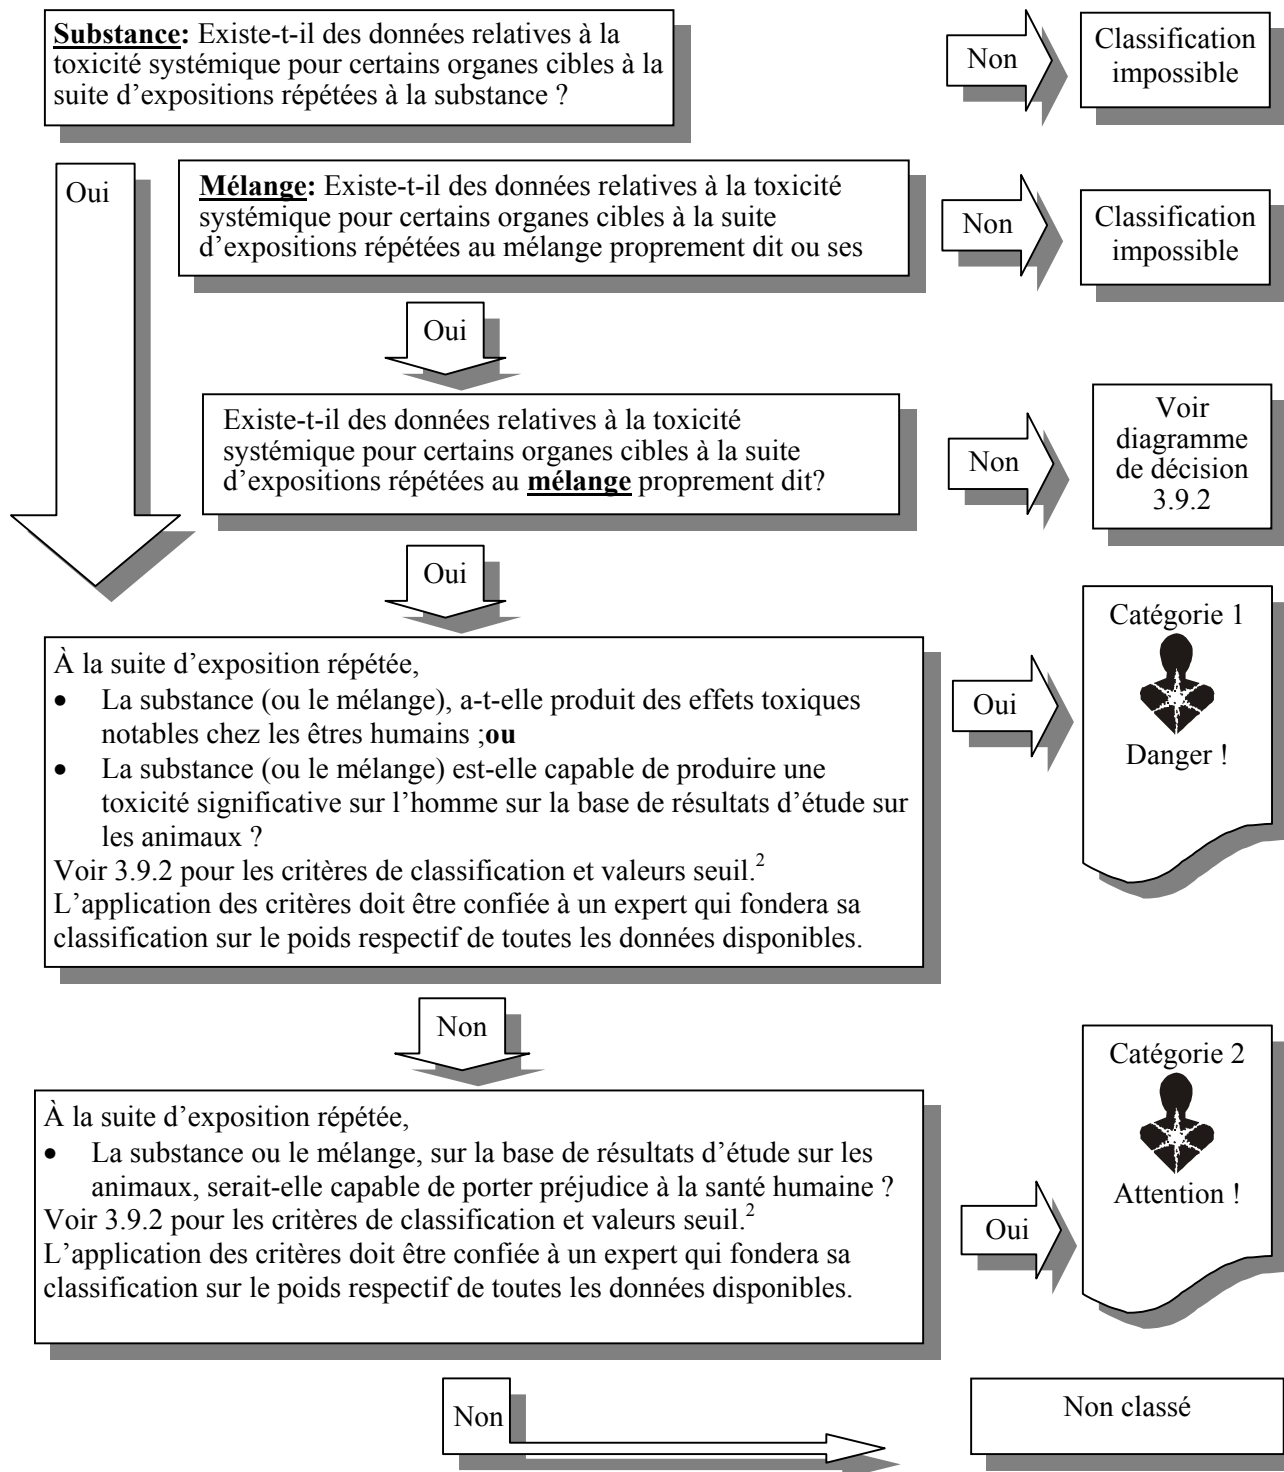 Substance: Existe-t-il des données relatives à la
toxicité systémique pour certains organes cibles à la
suite d'expositions répétées à la substance ?
Non
Classification
impossible
Oui
Mélange: Existe-t-il des données relatives à la toxicité
systémique pour certains organes cibles à la suite
d'expositions répétées au mélange proprement dit ou ses
Non
Classification
impossible
Oui
Existe-t-il des données relatives à la toxicité
systémique pour certains organes cibles à la suite
d'expositions répétées au mélange proprement dit?
Non
Voir
diagramme
de décision
3.9.2
Oui
À la suite d'exposition répétée,
• La substance (ou le mélange), a-t-elle produit des effets toxiques
notables chez les êtres humains ;ou
• La substance (ou le mélange) est-elle capable de produire une
toxicité significative sur l'homme sur la base de résultats d'étude sur
les animaux ?
Voir 3.9.2 pour les critères de classification et valeurs seuil.2
L'application des critères doit être confiée à un expert qui fondera sa
classification sur le poids respectif de toutes les données disponibles.
Oui
Catégorie 1
Danger !
Non
À la suite d'exposition répétée,
• La substance ou le mélange, sur la base de résultats d'étude sur les
animaux, serait-elle capable de porter préjudice à la santé humaine ?
Voir 3.9.2 pour les critères de classification et valeurs seuil.2
L'application des critères doit être confiée à un expert qui fondera sa
classification sur le poids respectif de toutes les données disponibles.
Oui
Catégorie 2
Attention !
Non
Non classé